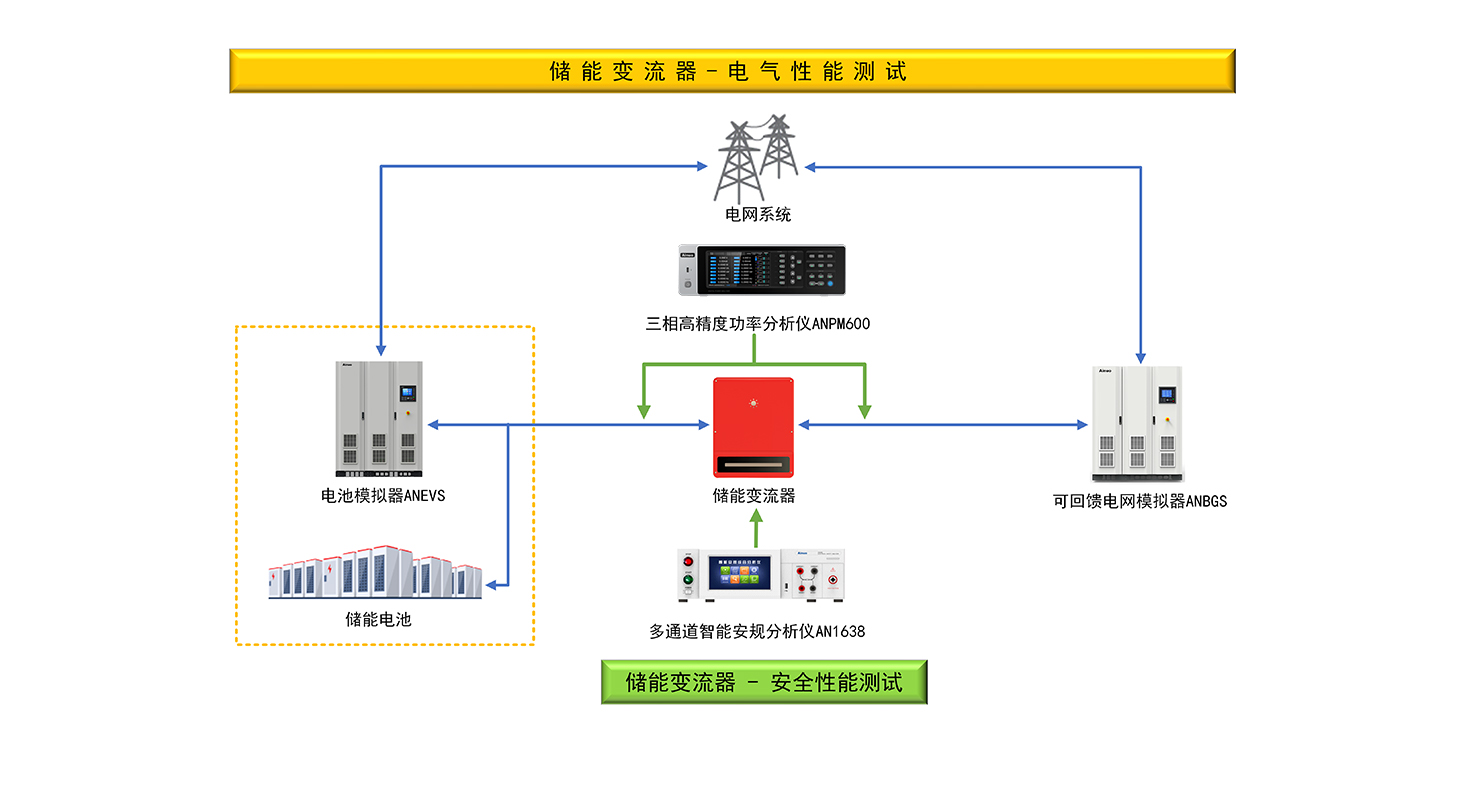 储能变流器-电气性能测试
电网系统
Ainuo
三相高精度功率分析仪ANPM600
Ainuo
Ainuo
电池模拟器ANEVS
储能变流器
可回馈电网模拟器ANBGS
Ainuo
储能电池
多通道智能安规分析仪AN1638
储能变流器 - 安全性能测试